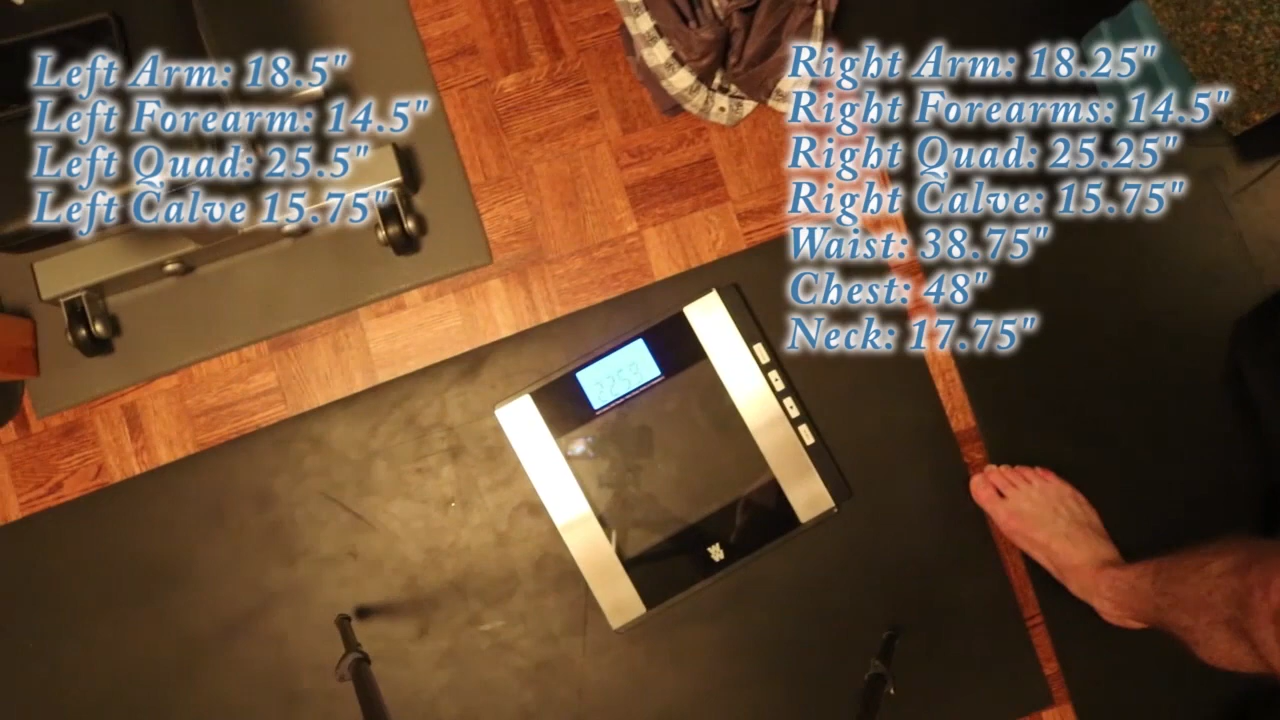 Left Arm: 18.5"
Left Forearm: 14.5"
Left Quad: 25.5"
Left Calve 15.75"
Right Arm: 18.25"
Right Forearms: 14.5"
Right Quad: 25.25"
Right Calve: 15.75"
Waist: 38.75"
Chest: 48"
Neck: 17.75"